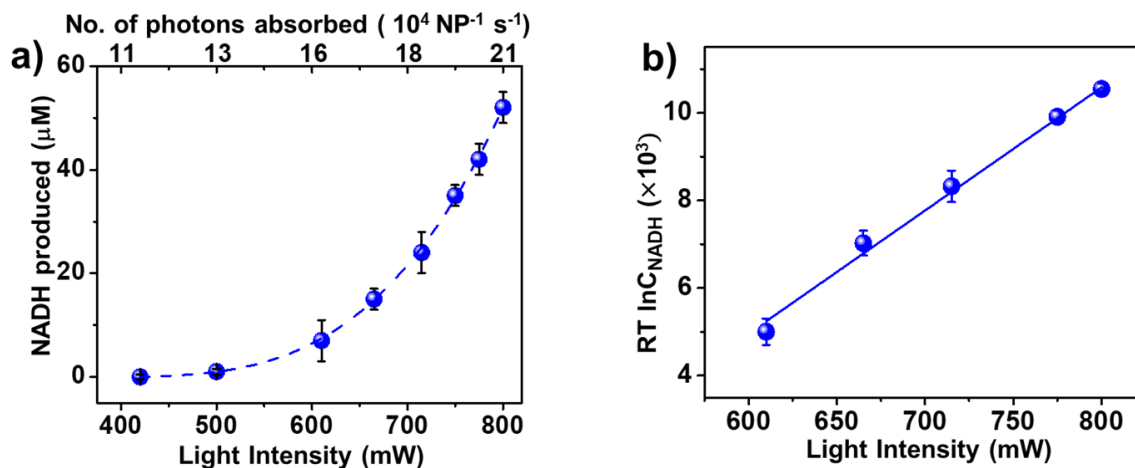 No. of photons absorbed ( 10⁴ NP⁻¹ s⁻¹)
11 13 16 18 21
a)
60
40
20
0
NADH produced (μM)
400 500 600 700 800
Light Intensity (mW)
b)
10
8
6
4
RT lnC_NADH (×10³)
600 650 700 750 800
Light Intensity (mW)